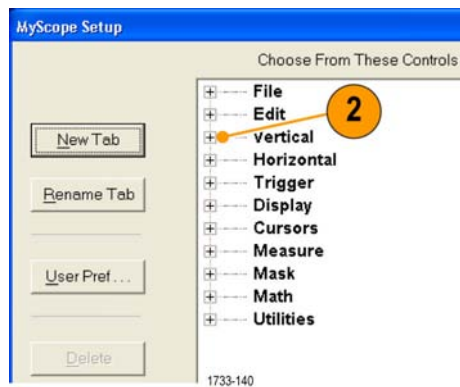 MyScope Setup
Choose From These Controls
File
Edit
2
Vertical
Horizontal
Trigger
Display
Cursors
Measure
Mask
Math
Utilities
New Tab
Rename Tab
User Pref . . .
Delete
1733-140